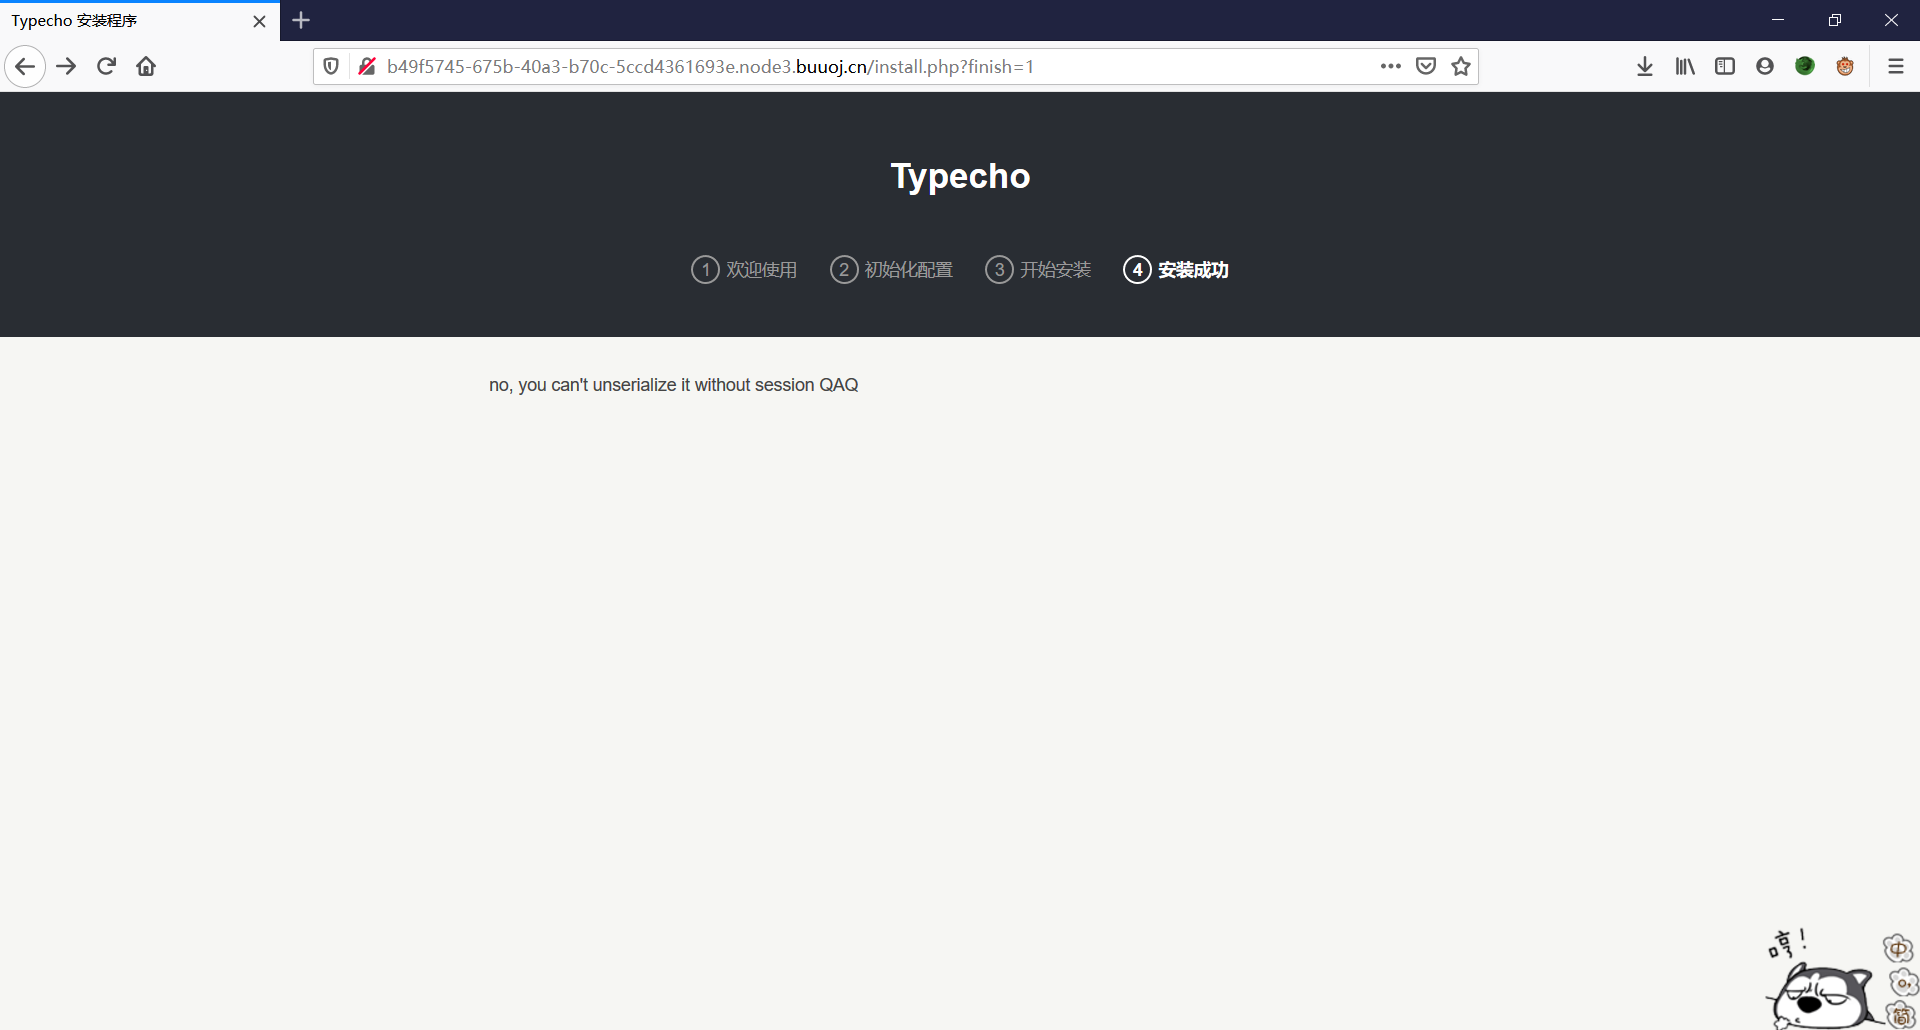 Typecho 安装程序
b49f5745-675b-40a3-b70c-5ccd4361693e.node3.buuoj.cn/install.php?finish=1
Typecho
1 欢迎使用 2 初始化配置 3 开始安装 4 安装成功
no, you can't unserialize it without session QAQ
哼!
中
简